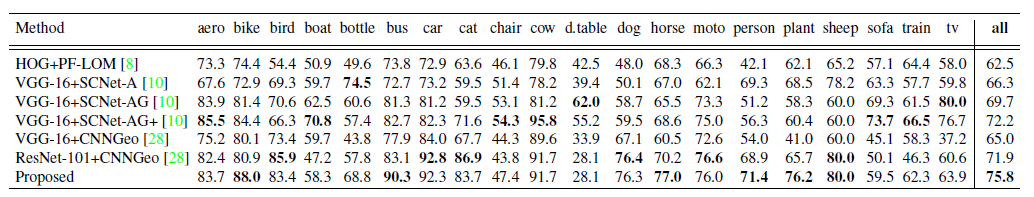 Method aero bike bird boat bottle bus car cat chair cow d.table dog horse moto person plant sheep sofa train tv all
HOG+PF-LOM [8] 73.3 74.4 54.4 50.9 49.6 73.8 72.9 63.6 46.1 79.8 42.5 48.0 68.3 66.3 42.1 62.1 65.2 57.1 64.4 58.0 62.5
VGG-16+SCNet-A [10] 67.6 72.9 69.3 59.7 74.5 72.7 73.2 59.5 51.4 78.2 39.4 50.1 67.0 62.1 69.3 68.5 78.2 63.3 57.7 59.8 66.3
VGG-16+SCNet-AG [10] 83.9 81.4 70.6 62.5 60.6 81.3 81.2 59.5 53.1 81.2 62.0 58.7 65.5 73.3 51.2 58.3 60.0 69.3 61.5 80.0 69.7
VGG-16+SCNet-AG+ [10] 85.5 84.4 66.3 70.8 57.4 82.7 82.3 71.6 54.3 95.8 55.2 59.5 68.6 75.0 56.3 60.4 60.0 73.7 66.5 76.7 72.2
VGG-16+CNNGeo [28] 75.2 80.1 73.4 59.7 43.8 77.9 84.0 67.7 44.3 89.6 33.9 67.1 60.5 72.6 54.0 41.0 60.0 45.1 58.3 37.2 65.0
ResNet-101+CNNGeo [28] 82.4 80.9 85.9 47.2 57.8 83.1 92.8 86.9 43.8 91.7 28.1 76.4 70.2 76.6 68.9 65.7 80.0 50.1 46.3 60.6 71.9
Proposed 83.7 88.0 83.4 58.3 68.8 90.3 92.3 83.7 47.4 91.7 28.1 76.3 77.0 76.0 71.4 76.2 80.0 59.5 62.3 63.9 75.8